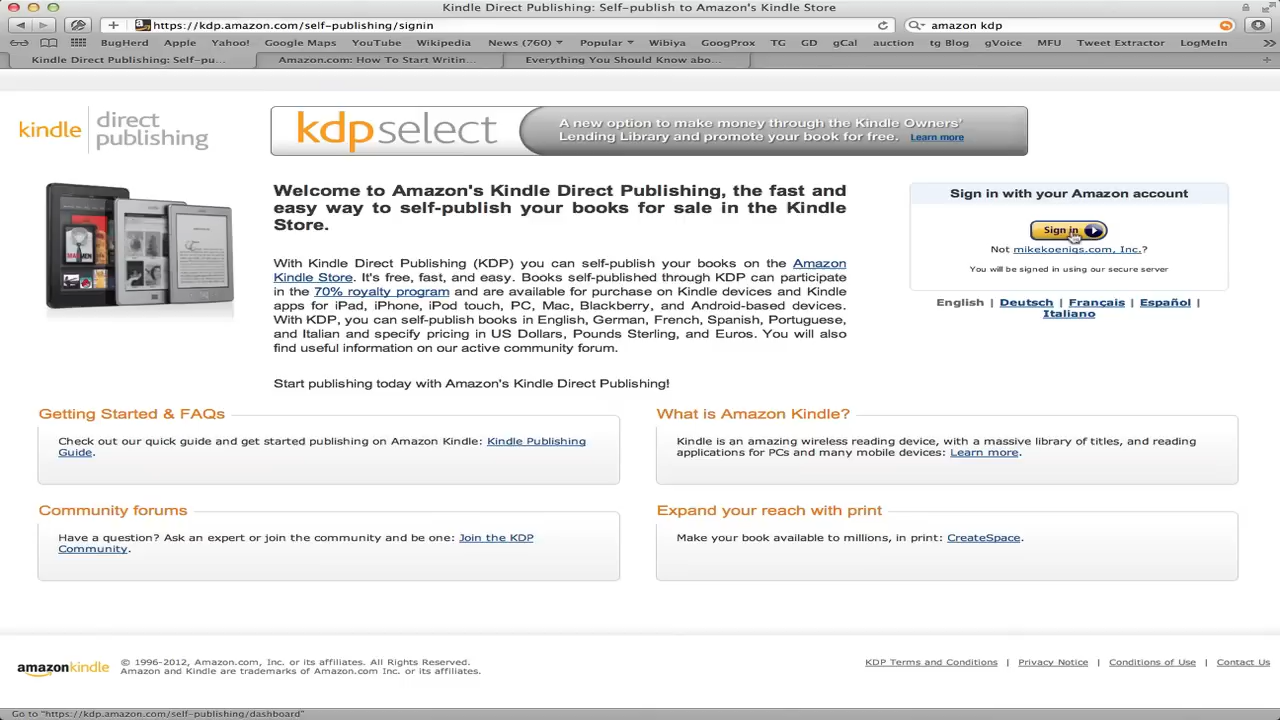 Kindle Direct Publishing: Self-publish to Amazon's Kindle Store
https://kdp.amazon.com/self-publishing/signin
amazon kdp
BugHerd Apple Yahoo! Google Maps YouTube Wikipedia News (760) Popular Wibiya GoogProx TG GD gCal auction tg Blog gVoice MFU Tweet Extractor LogMeIn
Kindle Direct Publishing: Self-pu...
Amazon.com: How To Start Writin...
Everything You Should Know abo...
kindle direct publishing
kdp select
A new option to make money through the Kindle Owners'
Lending Library and promote your book for free. Learn more
Welcome to Amazon's Kindle Direct Publishing, the fast and
easy way to self-publish your books for sale in the Kindle
Store.
With Kindle Direct Publishing (KDP) you can self-publish your books on the Amazon
Kindle Store. It's free, fast, and easy. Books self-published through KDP can participate
in the 70% royalty program and are available for purchase on Kindle devices and Kindle
apps for iPad, iPhone, iPod touch, PC, Mac, Blackberry, and Android-based devices.
With KDP, you can self-publish books in English, German, French, Spanish, Portuguese,
and Italian and specify pricing in US Dollars, Pounds Sterling, and Euros. You will also
find useful information on our active community forum.
Start publishing today with Amazon's Kindle Direct Publishing!
Sign in with your Amazon account
Sign in
Not mikekoenigs.com, Inc.?
You will be signed in using our secure server
English | Deutsch | Français | Español |
Italiano
Getting Started & FAQs
Check out our quick guide and get started publishing on Amazon Kindle: Kindle Publishing
Guide.
What is Amazon Kindle?
Kindle is an amazing wireless reading device, with a massive library of titles, and reading
applications for PCs and many mobile devices: Learn more.
Community forums
Have a question? Ask an expert or join the community and be one: Join the KDP
Community.
Expand your reach with print
Make your book available to millions, in print: CreateSpace.
amazonkindle
© 1996-2012, Amazon.com, Inc. or its affiliates. All Rights Reserved.
Amazon and Kindle are trademarks of Amazon.com Inc. or its affiliates.
KDP Terms and Conditions | Privacy Notice | Conditions of Use | Contact Us
Go to "https://kdp.amazon.com/self-publishing/dashboard"